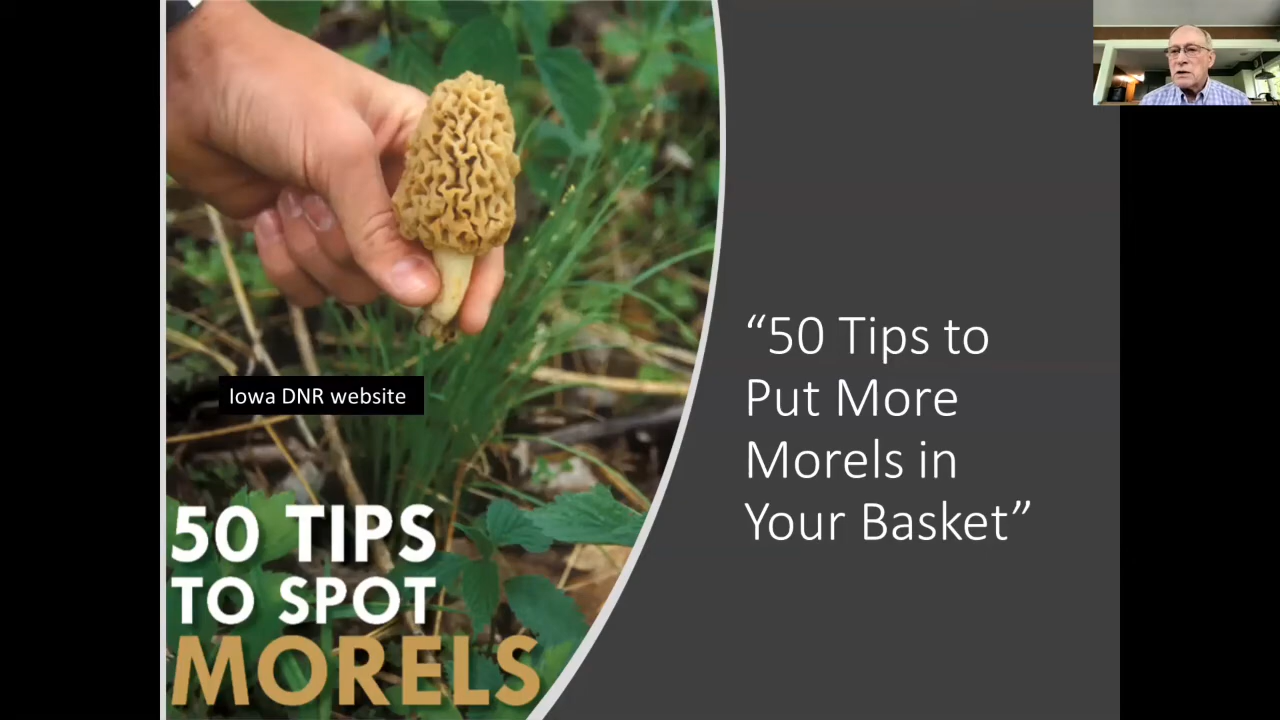 Iowa DNR website
50 TIPS
TO SPOT
MORELS
“50 Tips to
Put More
Morels in
Your Basket”